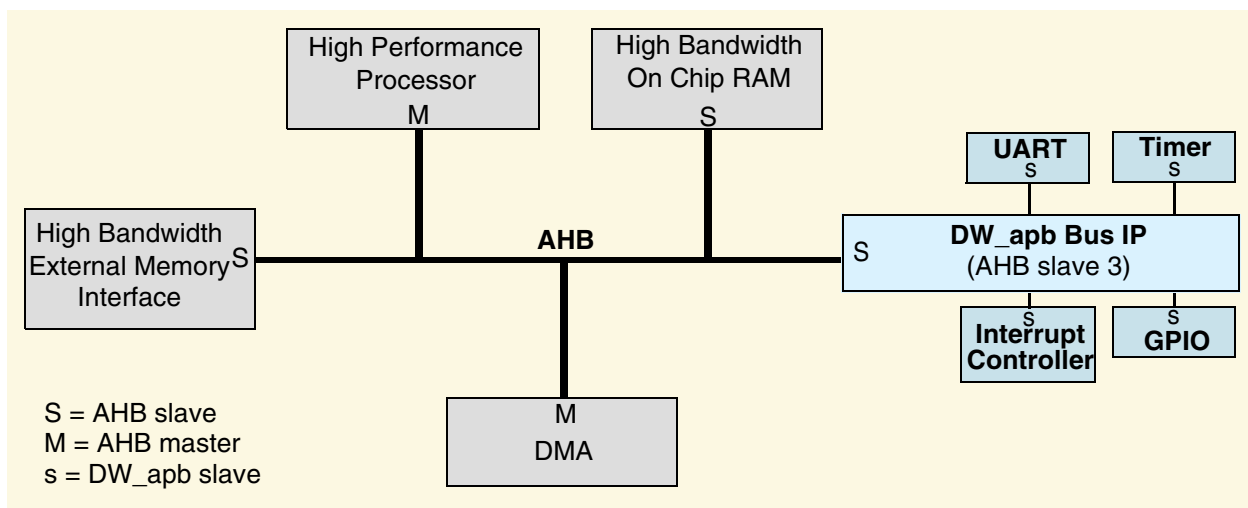 High Performance
Processor
M
High Bandwidth
On Chip RAM
S
UART
s
Timer
s
High Bandwidth
External Memory
Interface
S
AHB
S
DW_apb Bus IP
(AHB slave 3)
s
Interrupt
Controller
s
GPIO
M
DMA
S = AHB slave
M = AHB master
s = DW_apb slave